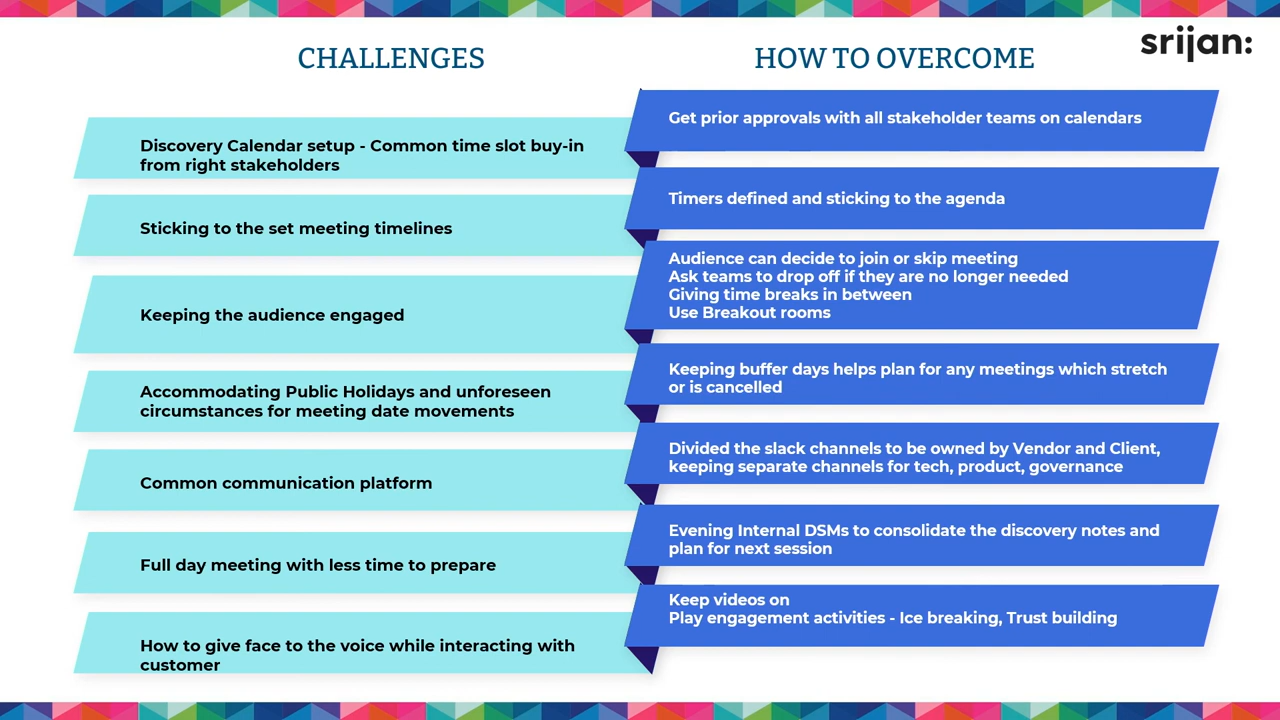 srijan:
CHALLENGES
HOW TO OVERCOME
Discovery Calendar setup - Common time slot buy-in
from right stakeholders
Get prior approvals with all stakeholder teams on calendars
Sticking to the set meeting timelines
Timers defined and sticking to the agenda
Keeping the audience engaged
Audience can decide to join or skip meeting
Ask teams to drop off if they are no longer needed
Giving time breaks in between
Use Breakout rooms
Accommodating Public Holidays and unforeseen
circumstances for meeting date movements
Keeping buffer days helps plan for any meetings which stretch
or is cancelled
Common communication platform
Divided the slack channels to be owned by Vendor and Client,
keeping separate channels for tech, product, governance
Full day meeting with less time to prepare
Evening Internal DSMs to consolidate the discovery notes and
plan for next session
How to give face to the voice while interacting with
customer
Keep videos on
Play engagement activities - Ice breaking, Trust building